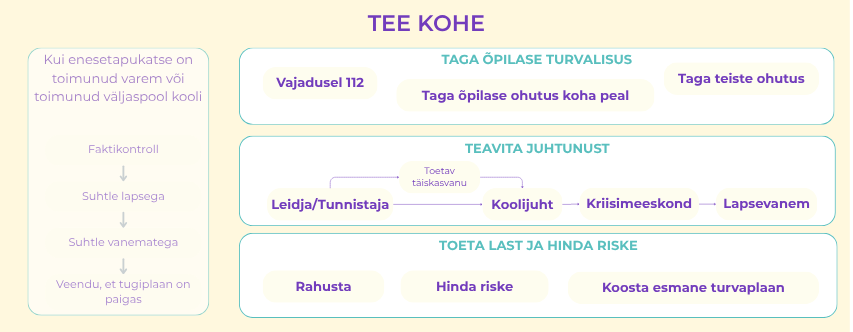 TEE KOHE
Kui enesetapukatse on
toimunud varem või
toimunud väljaspool kooli
Faktikontroll
Suhtle lapsega
Suhtle vanematega
Veendu, et tugiplaan on
paigas
TAGA ÕPILASE TURVALISUS
Vajadusel 112
Taga õpilase ohutus koha peal
Taga teiste ohutus
TEAVITA JUHTUNUST
Toetav
täiskasvanu
Leidja/Tunnistaja
Koolijuht
Kriisimeeskond
Lapsevanem
TOETA LAST JA HINDA RISKE
Rahusta
Hinda riske
Koosta esmane turvaplaan